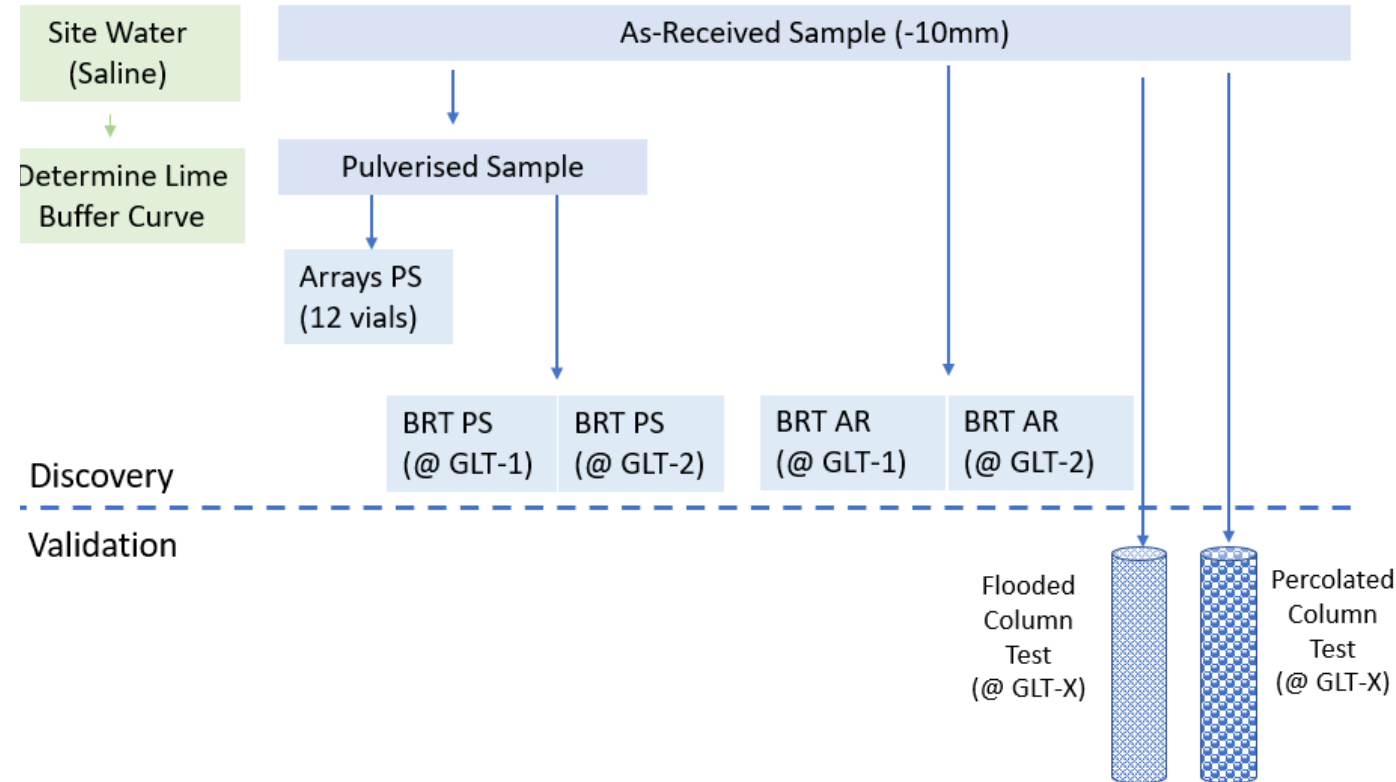 Site Water
(Saline)
As-Received Sample (-10mm)
Determine Lime
Buffer Curve
Pulverised Sample
Arrays PS
(12 vials)
BRT PS
(@ GLT-1)
BRT PS
(@ GLT-2)
BRT AR
(@ GLT-1)
BRT AR
(@ GLT-2)
Discovery
Validation
Flooded
Column
Test
(@ GLT-X)
Percolated
Column
Test
(@ GLT-X)